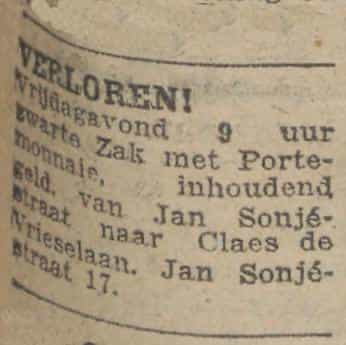 VERLOREN!
Vrijdagavond 9 uur
zwarte Zak met Porte-
monnaie, inhoudend
geld, van Jan Sonjé-
straat naar Claes de
Vrieselaan. Jan Sonjé-
straat 17.